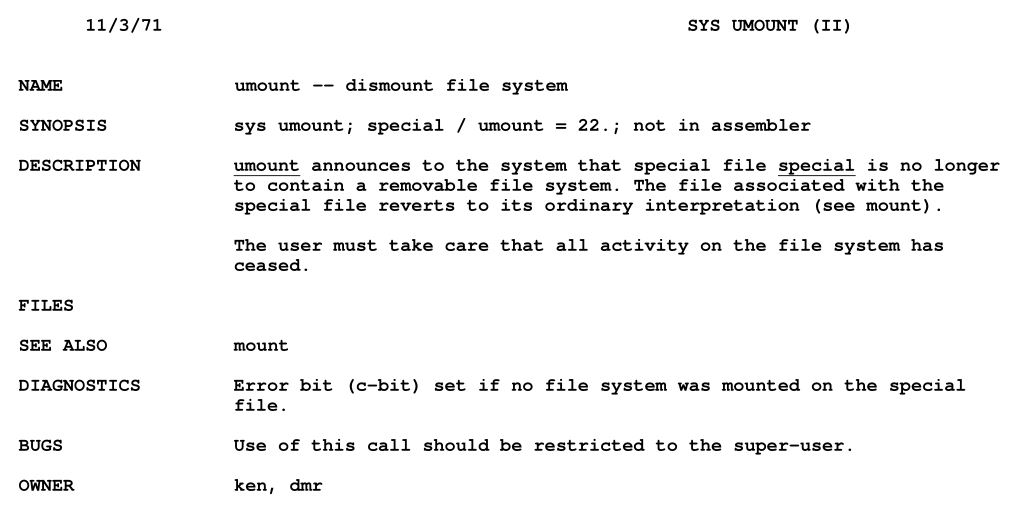 11/3/71 SYS UMOUNT (II)
NAME umount -- dismount file system
SYNOPSIS sys umount; special / umount = 22.; not in assembler
DESCRIPTION umount announces to the system that special file special is no longer
to contain a removable file system. The file associated with the
special file reverts to its ordinary interpretation (see mount).
The user must take care that all activity on the file system has
ceased.
FILES
SEE ALSO mount
DIAGNOSTICS Error bit (c-bit) set if no file system was mounted on the special
file.
BUGS Use of this call should be restricted to the super-user.
OWNER ken, dmr